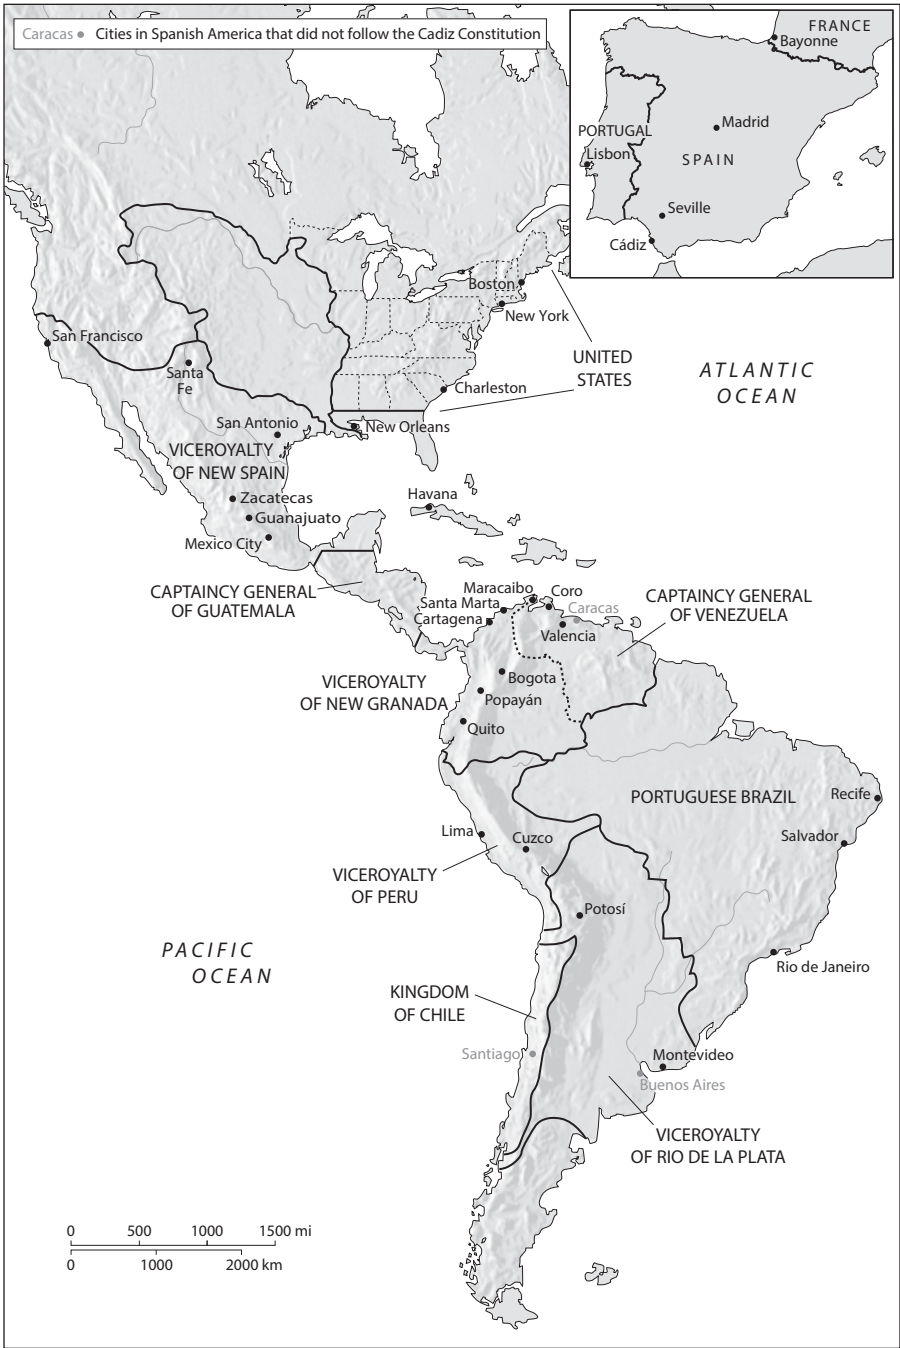 Caracas Cities in Spanish America that did not follow the Cadiz Constitution
FRANCE
Bayonne
Madrid
PORTUGAL
Lisbon
SPAIN
Seville
Cádiz
Boston
New York
San Francisco
UNITED
STATES
ATLANTIC
OCEAN
Santa
Fe
Charleston
San Antonio
New Orleans
VICEROYALTY
OF NEW SPAIN
Zacatecas
Havana
Guanajuato
Mexico City
CAPTAINCY GENERAL
OF GUATEMALA
Maracaibo
Coro
Santa Marta
Caracas
Cartagena
Valencia
CAPTAINCY GENERAL
OF VENEZUELA
VICEROYALTY
OF NEW GRANADA
Bogota
Popayán
Quito
PORTUGUESE BRAZIL
Recife
Lima
Cuzco
Salvador
VICEROYALTY
OF PERU
Potosí
PACIFIC
OCEAN
Rio de Janeiro
KINGDOM
OF CHILE
Santiago
Montevideo
Buenos Aires
VICEROYALTY
OF RIO DE LA PLATA
0 500 1000 1500 mi
0 1000 2000 km